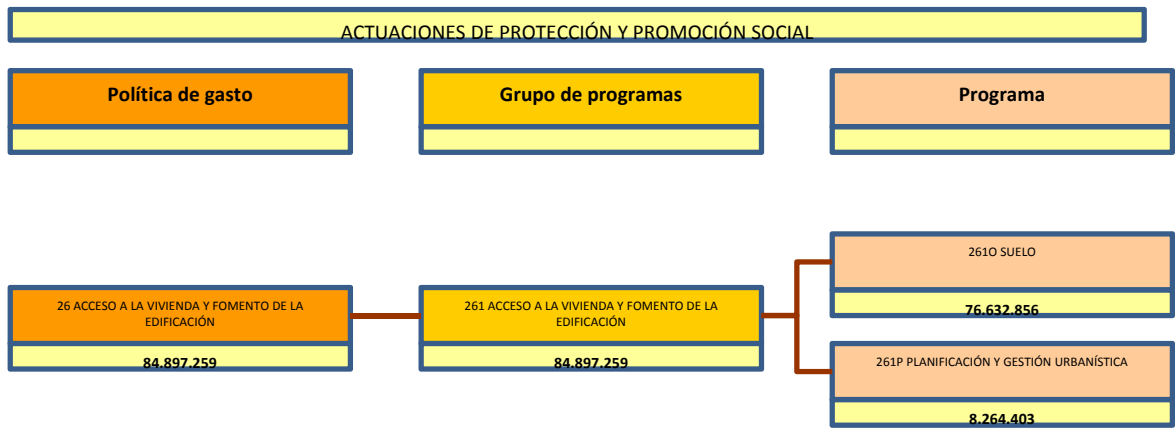 ACTUACIONES DE PROTECCIÓN Y PROMOCIÓN SOCIAL
Política de gasto
Grupo de programas
Programa
26 ACCESO A LA VIVIENDA Y FOMENTO DE LA
EDIFICACIÓN
84.897.259
261 ACCESO A LA VIVIENDA Y FOMENTO DE LA
EDIFICACIÓN
84.897.259
261O SUELO
76.632.856
261P PLANIFICACIÓN Y GESTIÓN URBANÍSTICA
8.264.403